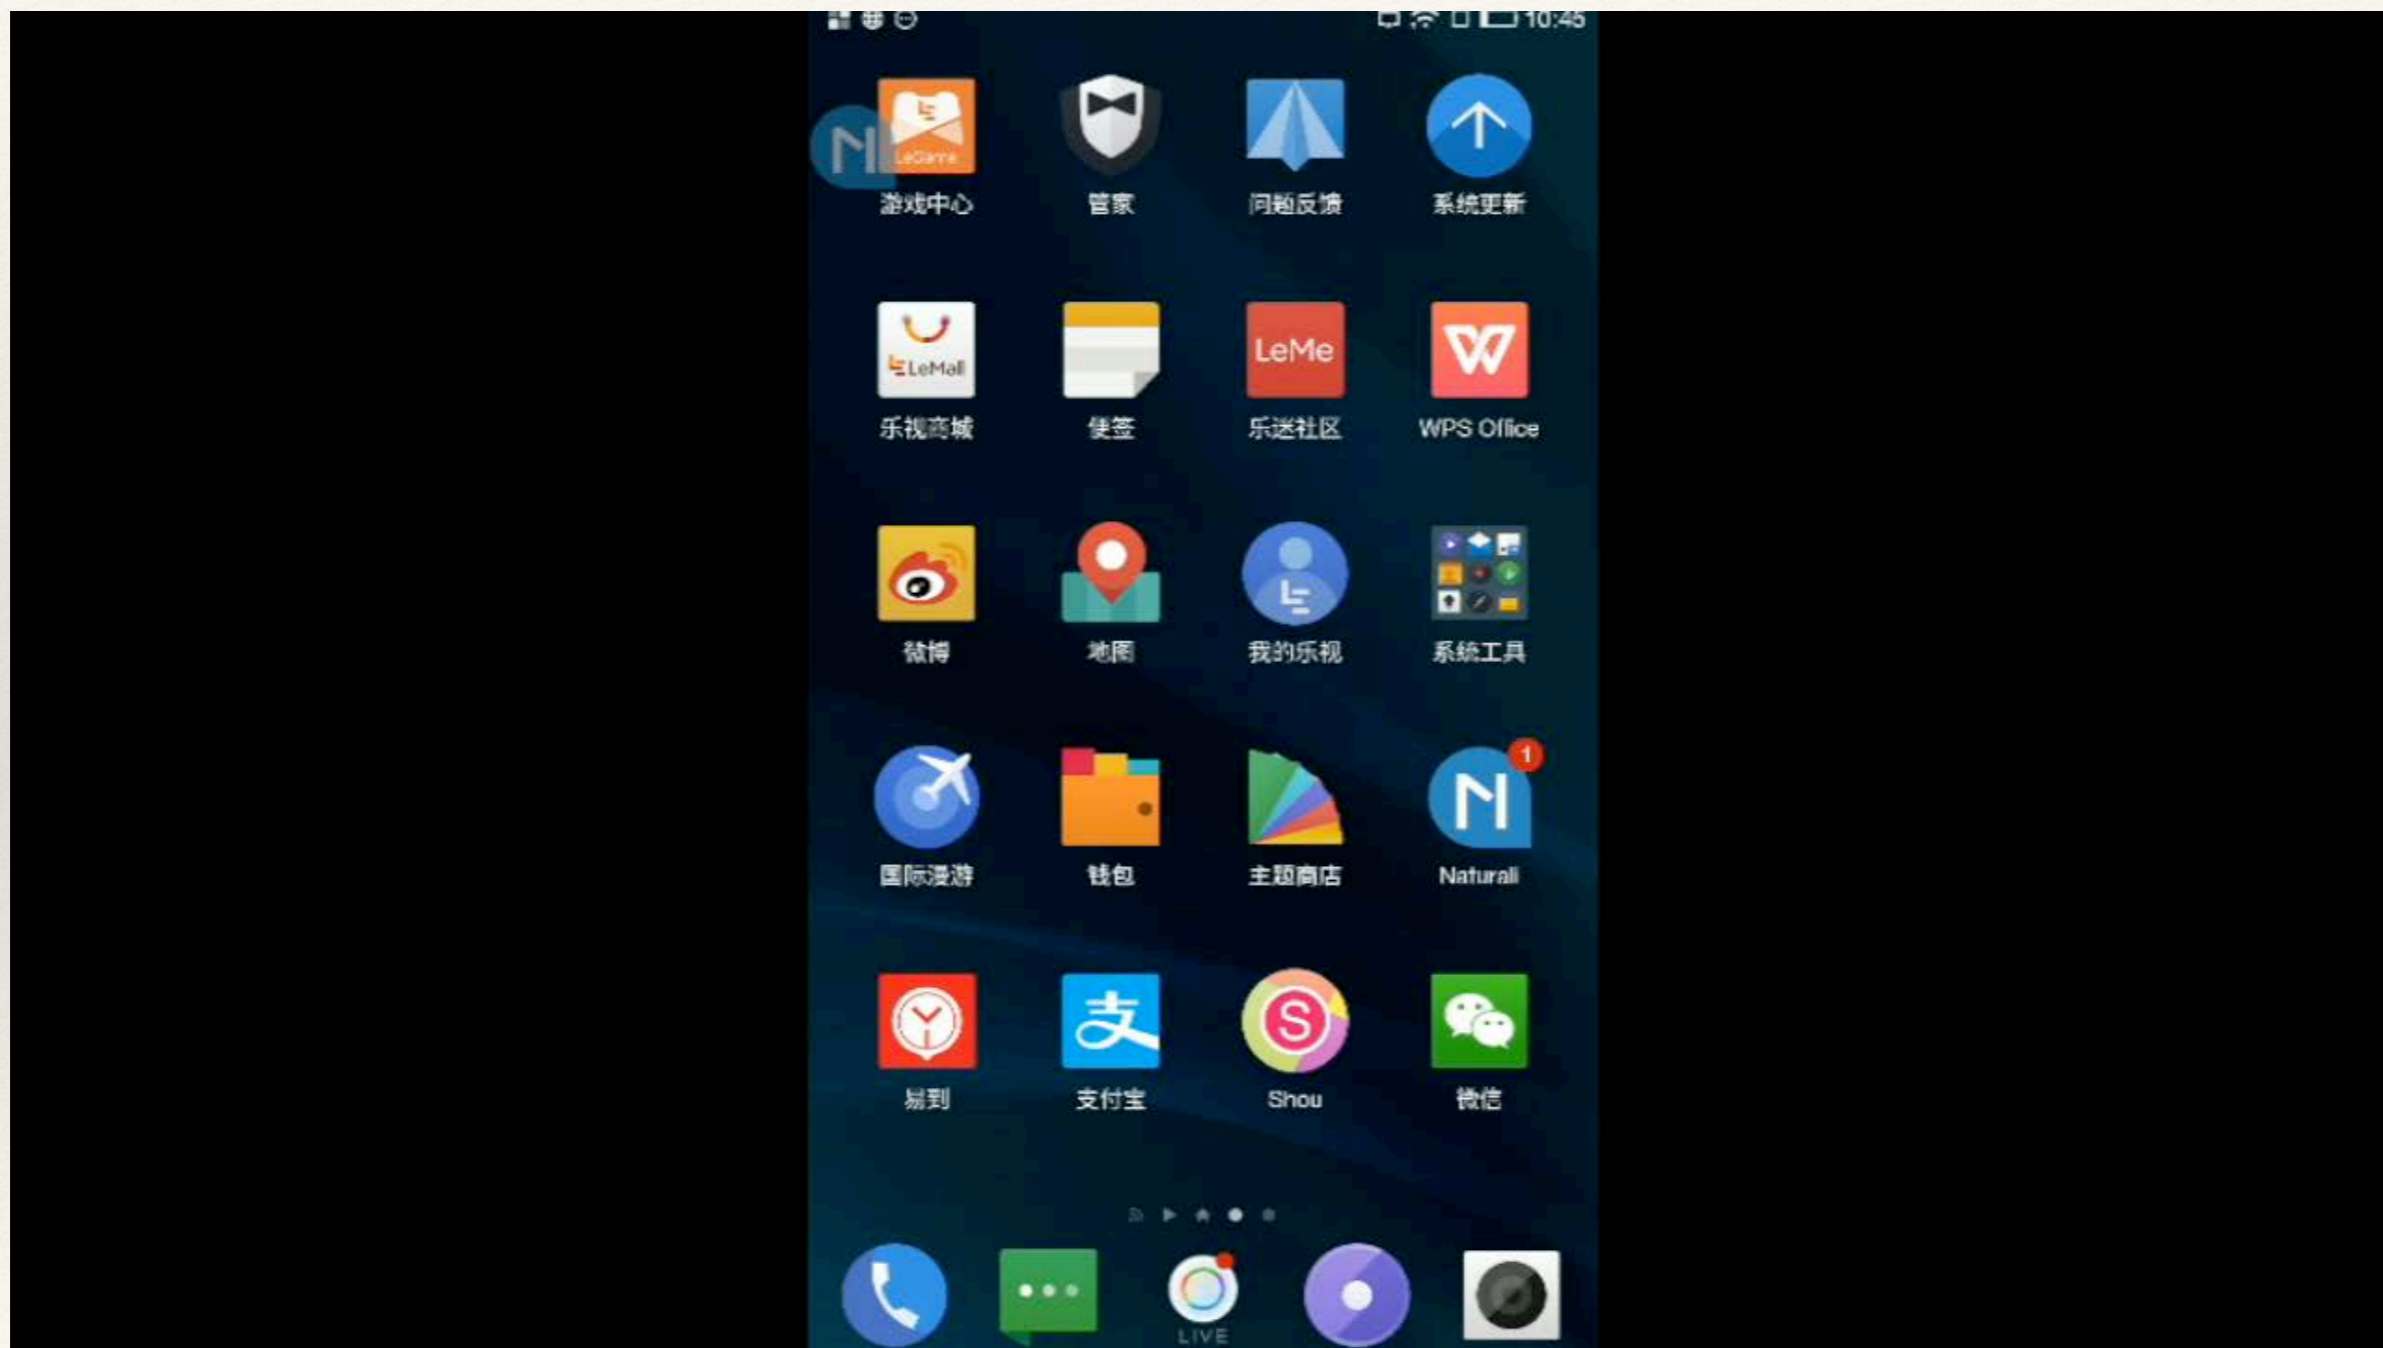 10:45
LeGame
游戏中心 管家 问题反馈 系统更新
LeMall
LeMe
乐视商城 便签 乐迷社区 WPS Office
微博 地图 我的乐视 系统工具
1
国际漫游 钱包 主题商店 Naturali
支
S
易到 支付宝 Shou 微信
LIVE